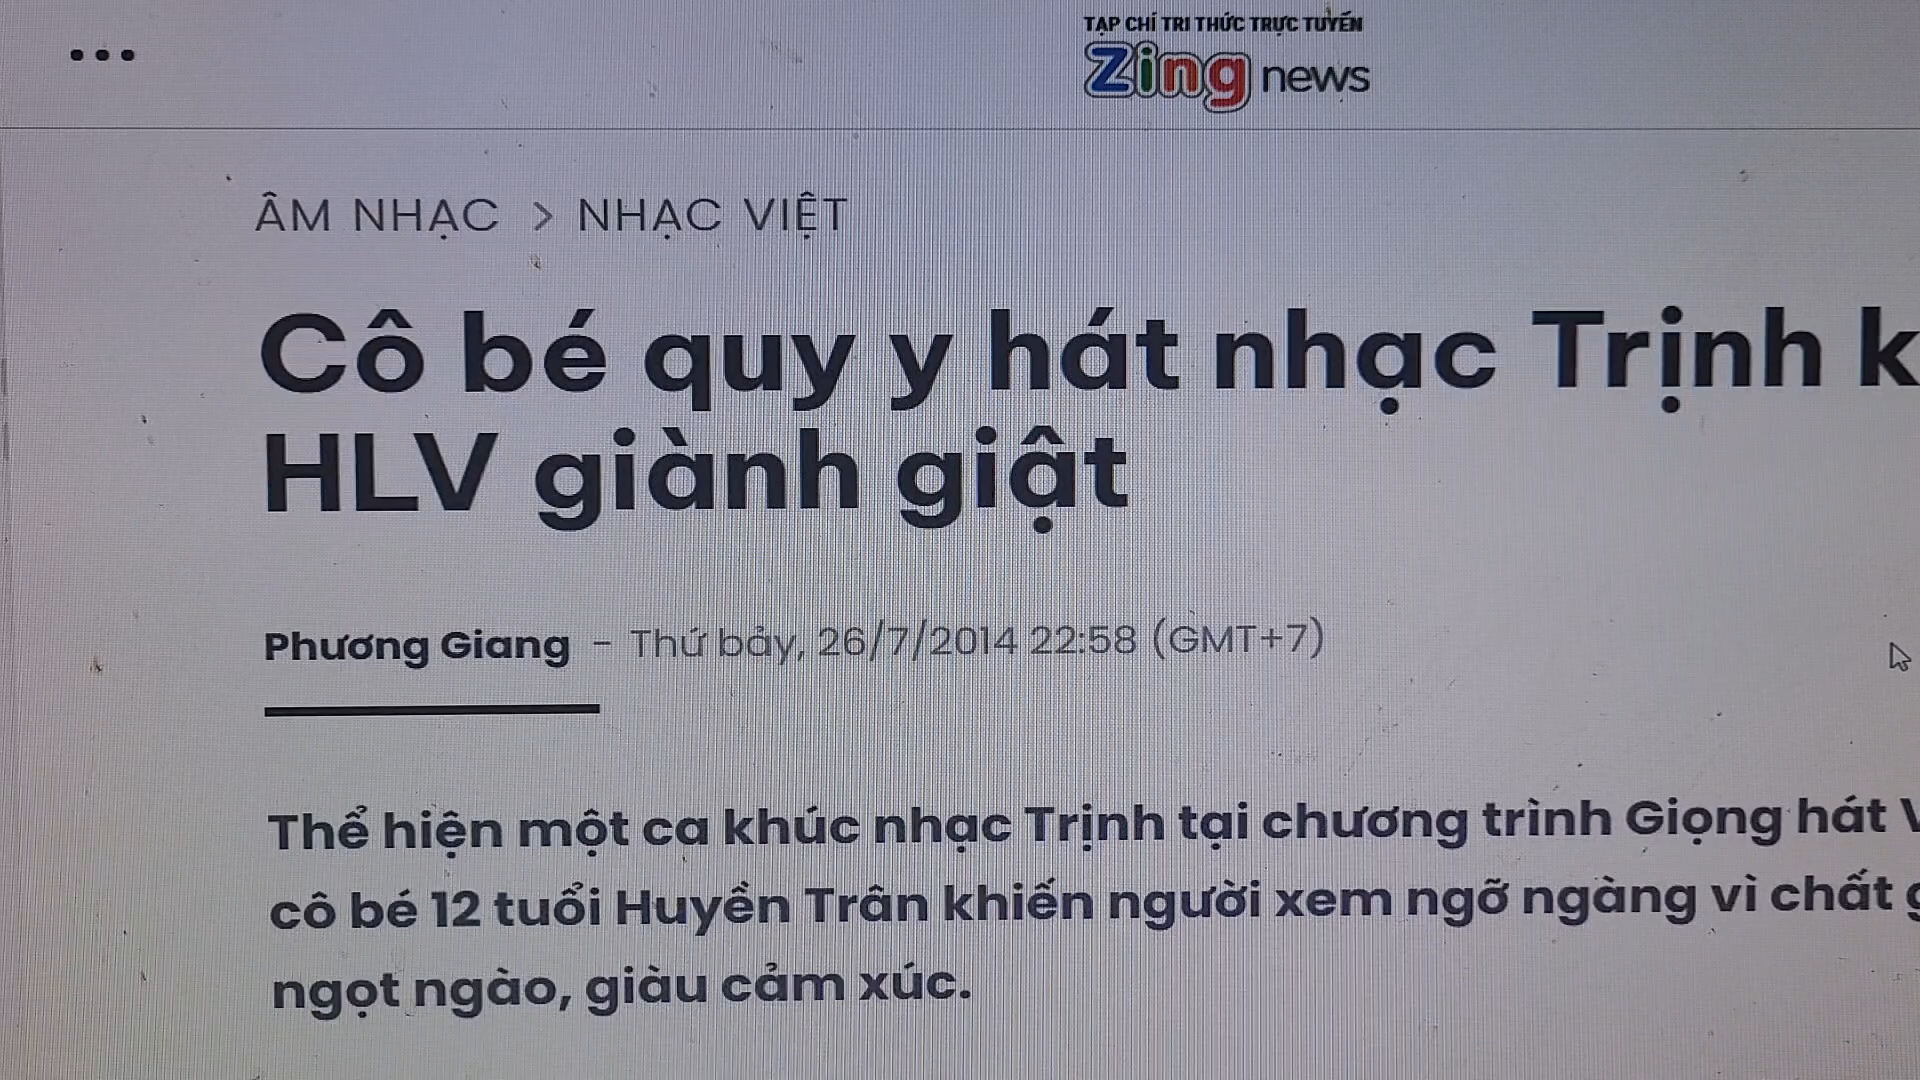 TẠP CHÍ TRI THỨC TRỰC TUYẾN
Zing news
ÂM NHẠC > NHẠC VIỆT
Cô bé quy y hát nhạc Trịnh
HLV giành giật
Phương Giang - Thứ bảy, 26/7/2014 22:58 (GMT+7)
Thể hiện một ca khúc nhạc Trịnh tại chương trình Giọng hát
cô bé 12 tuổi Huyền Trân khiến người xem ngỡ ngàng vì chất
ngọt ngào, giàu cảm xúc.